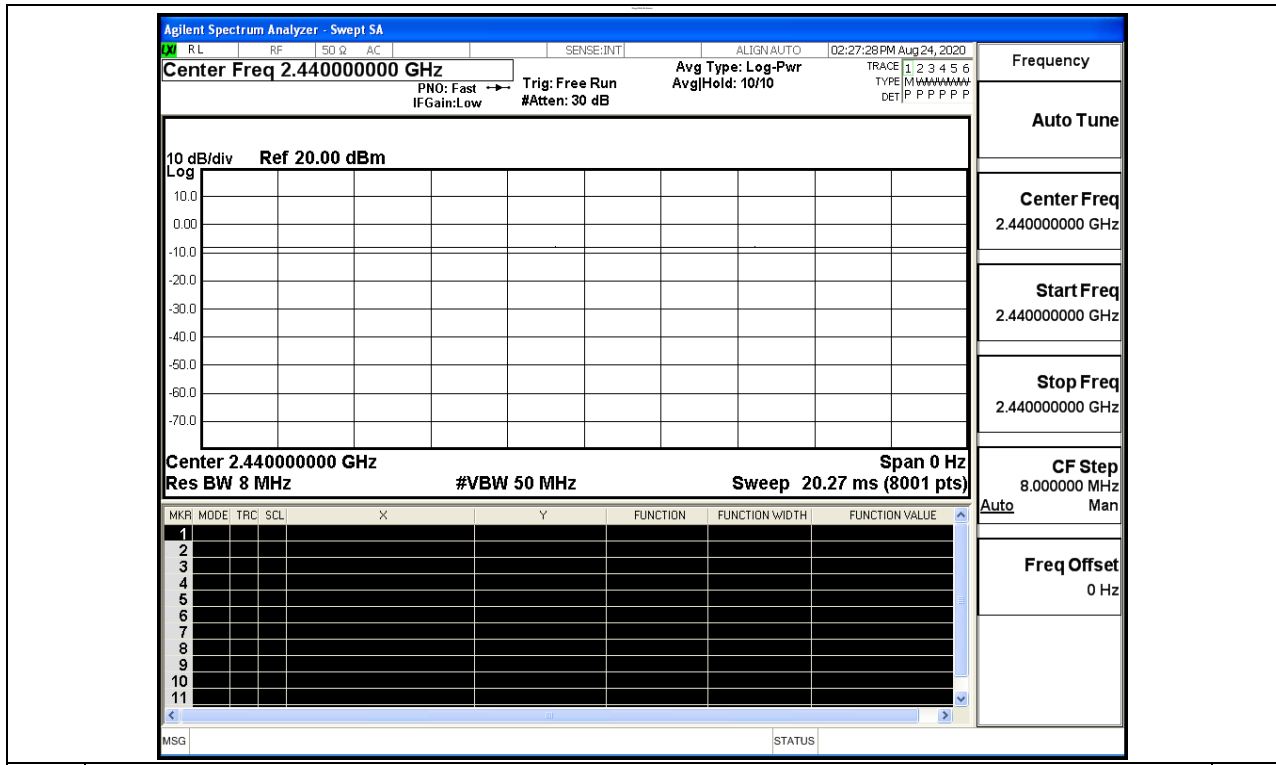 Agilent Spectrum Analyzer - Swept SA
LXI RL RF 50 Ω AC SENSE:INT ALIGNAUTO 02:27:28PM Aug24, 2020
Center Freq 2.440000000 GHz
PNO: Fast
IFGain:Low
Trig: Free Run
#Atten: 30 dB
Avg Type: Log-Pwr
Avg|Hold: 10/10
TRACE 1 2 3 4 5 6
TYPE MWWWWW
DET P P P P P P
10 dB/div Ref 20.00 dBm
Log
10.0
0.00
-10.0
-20.0
-30.0
-40.0
-50.0
-60.0
-70.0
Center 2.440000000 GHz Span 0 Hz
Res BW 8 MHz #VBW 50 MHz Sweep 20.27 ms (8001 pts)
MKR MODE TRC SCL X Y FUNCTION FUNCTION WIDTH FUNCTION VALUE
1
2
3
4
5
6
7
8
9
10
11
MSG STATUS
Frequency
Auto Tune
Center Freq
2.440000000 GHz
Start Freq
2.440000000 GHz
Stop Freq
2.440000000 GHz
CF Step
8.000000 MHz
Auto Man
Freq Offset
0 Hz